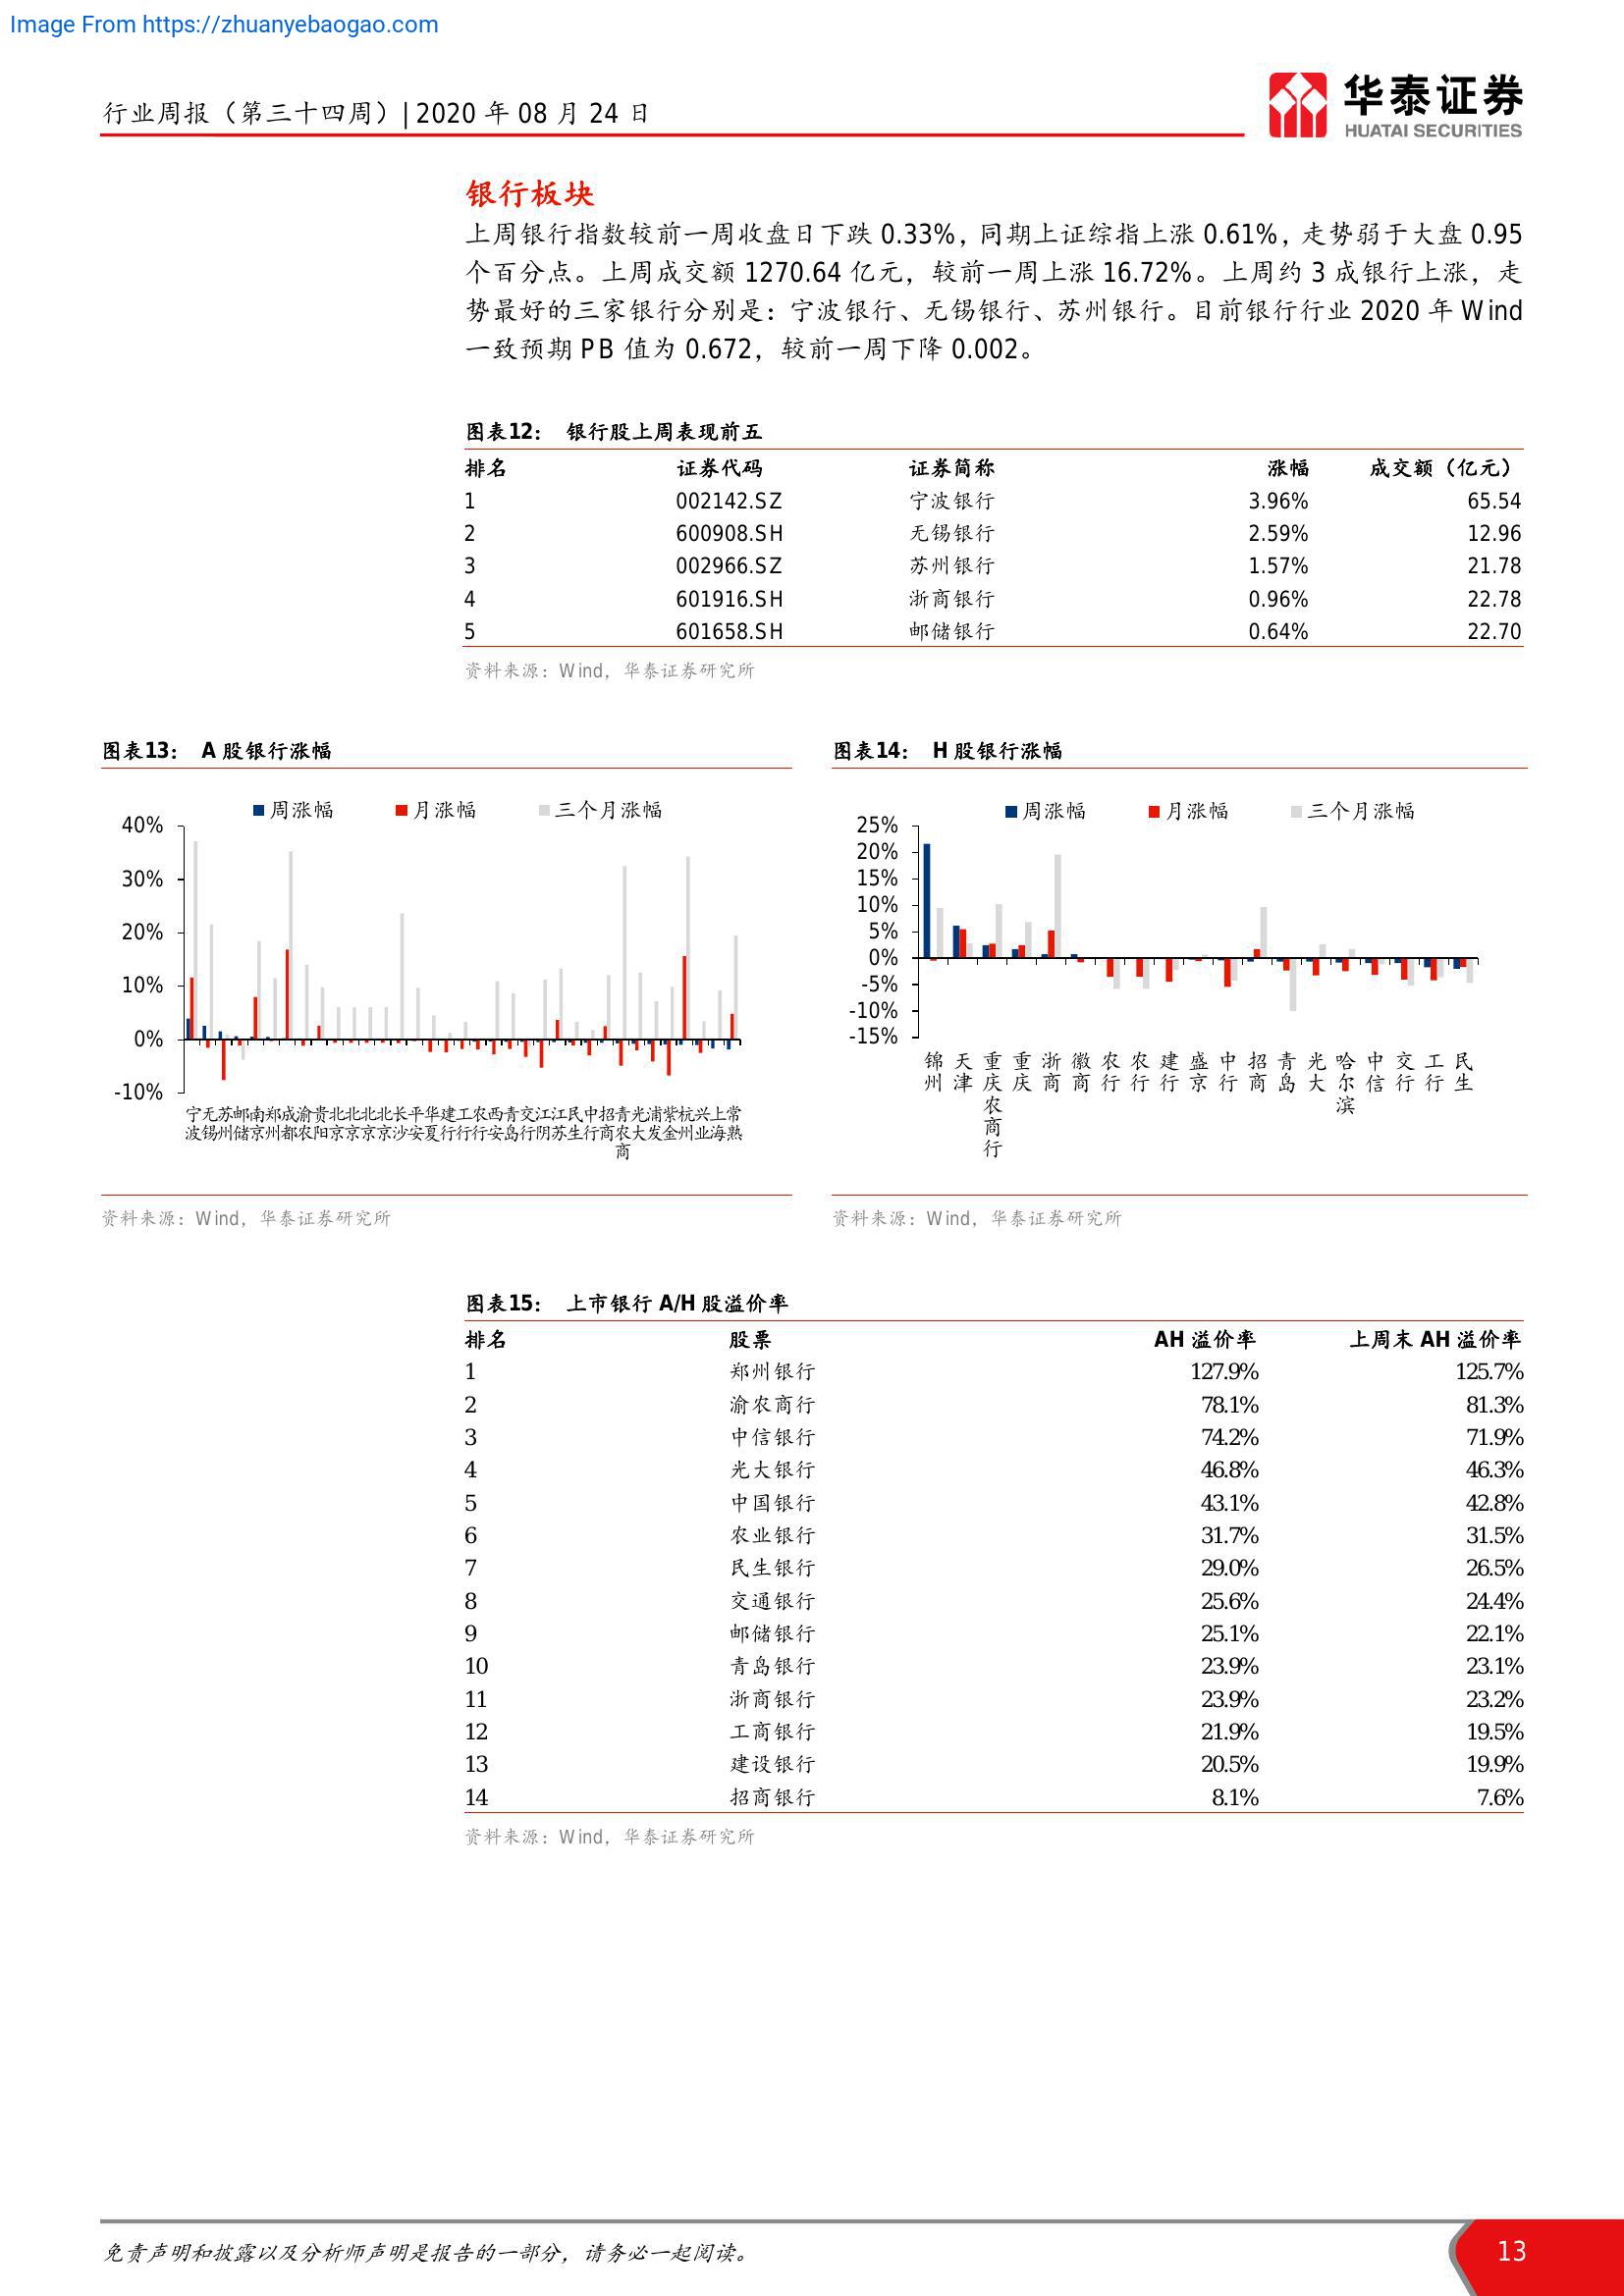 Image From https://zhuanyebaogao.com
行业周报（第三十四周）| 2020 年 08 月 24 日
华泰证券
HUATAI SECURITIES
银行板块
上周银行指数较前一周收盘日下跌 0.33%，同期上证综指上涨 0.61%，走势弱于大盘 0.95
个百分点。上周成交额 1270.64 亿元，较前一周上涨 16.72%。上周约 3 成银行上涨，走
势最好的三家银行分别是：宁波银行、无锡银行、苏州银行。目前银行行业 2020 年 Wind
一致预期 PB 值为 0.672，较前一周下降 0.002。
图表12： 银行股上周表现前五
排名 证券代码 证券简称 涨幅 成交额（亿元）
1 002142.SZ 宁波银行 3.96% 65.54
2 600908.SH 无锡银行 2.59% 12.96
3 002966.SZ 苏州银行 1.57% 21.78
4 601916.SH 浙商银行 0.96% 22.78
5 601658.SH 邮储银行 0.64% 22.70
资料来源：Wind，华泰证券研究所
图表13： A 股银行涨幅
周涨幅 月涨幅 三个月涨幅
40%
30%
20%
10%
0%
-10%
宁无苏邮南郑成渝贵北北北北长平华建工农西青交江江民中招青光浦紫杭兴上常
波锡州储京州都农阳京京京京沙安夏行行行安岛行阴苏生行商农大发金州业海熟
商
资料来源：Wind，华泰证券研究所
图表14： H 股银行涨幅
周涨幅 月涨幅 三个月涨幅
25%
20%
15%
10%
5%
0%
-5%
-10%
-15%
锦 天 重 重 浙 徽 农 农 建 盛 中 招 青 光 哈 中 交 工 民
州 津 庆 庆 商 商 行 行 行 京 行 商 岛 大 尔 信 行 行 生
农 滨
商
行
资料来源：Wind，华泰证券研究所
图表15： 上市银行 A/H 股溢价率
排名 股票 AH 溢价率 上周末 AH 溢价率
1 郑州银行 127.9% 125.7%
2 渝农商行 78.1% 81.3%
3 中信银行 74.2% 71.9%
4 光大银行 46.8% 46.3%
5 中国银行 43.1% 42.8%
6 农业银行 31.7% 31.5%
7 民生银行 29.0% 26.5%
8 交通银行 25.6% 24.4%
9 邮储银行 25.1% 22.1%
10 青岛银行 23.9% 23.1%
11 浙商银行 23.9% 23.2%
12 工商银行 21.9% 19.5%
13 建设银行 20.5% 19.9%
14 招商银行 8.1% 7.6%
资料来源：Wind，华泰证券研究所
免责声明和披露以及分析师声明是报告的一部分，请务必一起阅读。
13